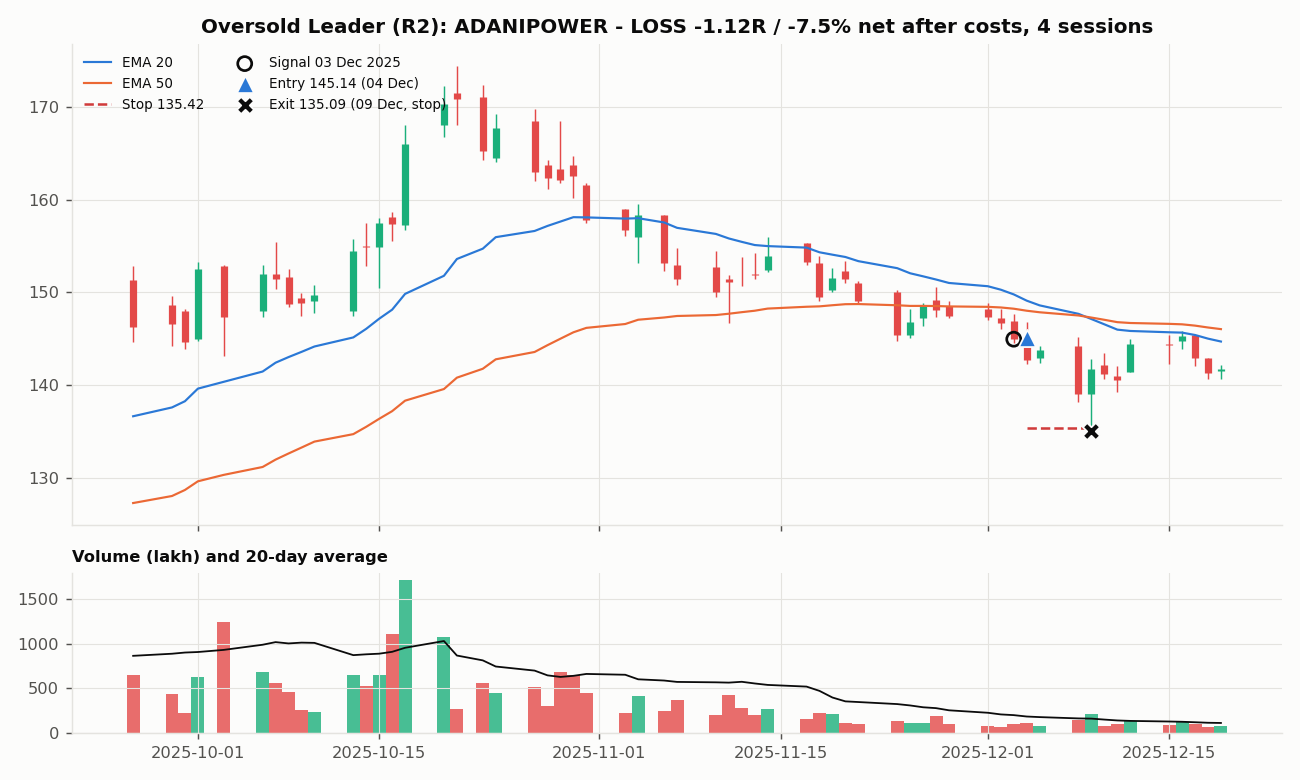 Oversold Leader (R2): ADANIPOWER - LOSS -1.12R / -7.5% net after costs, 4 sessions
EMA 20
EMA 50
Stop 135.42
Signal 03 Dec 2025
Entry 145.14 (04 Dec)
Exit 135.09 (09 Dec, stop)
170
160
150
140
130
Volume (lakh) and 20-day average
1500
1000
500
0
2025-10-01
2025-10-15
2025-11-01
2025-11-15
2025-12-01
2025-12-15